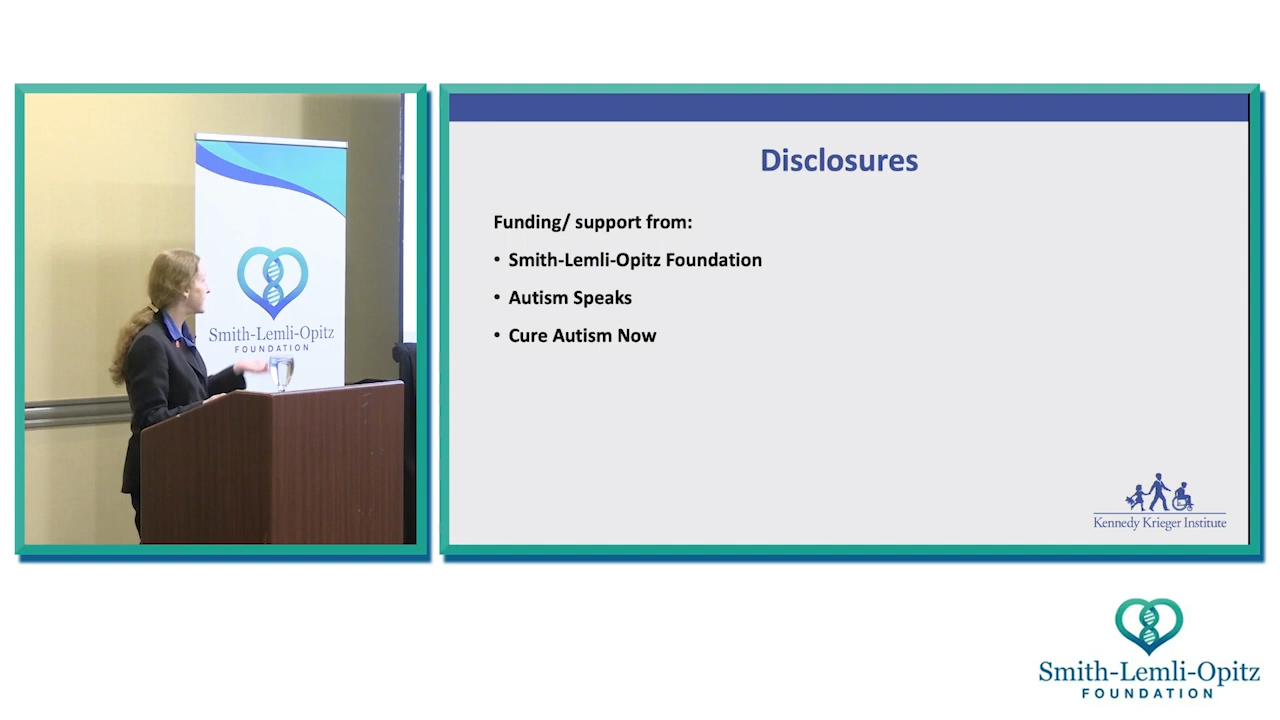 Smith-Lemli-Opitz
FOUNDATION
Disclosures
Funding/ support from:
• Smith-Lemli-Opitz Foundation
• Autism Speaks
• Cure Autism Now
Kennedy Krieger Institute
Smith-Lemli-Opitz
FOUNDATION